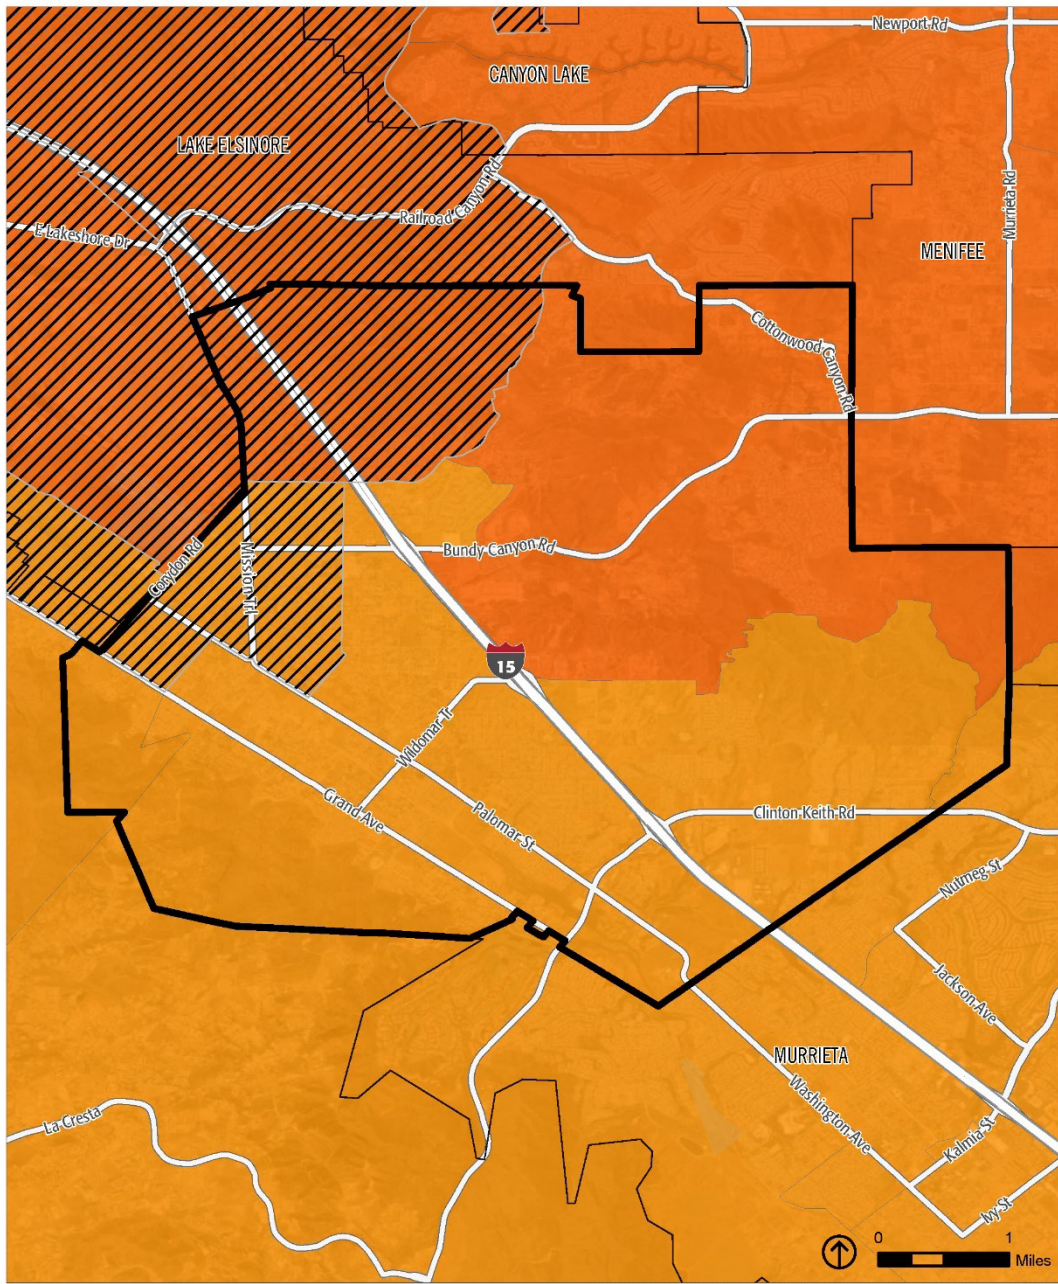 Newport Rd
CANYON LAKE
LAKE ELSINORE
Railroad Canyon Rd
Murrieta Rd
E Lakeshore Dr
MENIFEE
Cottonwood Canyon Rd
Bundy Canyon Rd
Corydon Rd
Mission Trl
15
Wildomar Tr
Grand Ave
Palomar St
Clinton Keith Rd
Nutmeg St
Jackson Ave
MURRIETA
Washington Ave
La Cresta
Kalmia St
Ivy St
0 1
Miles